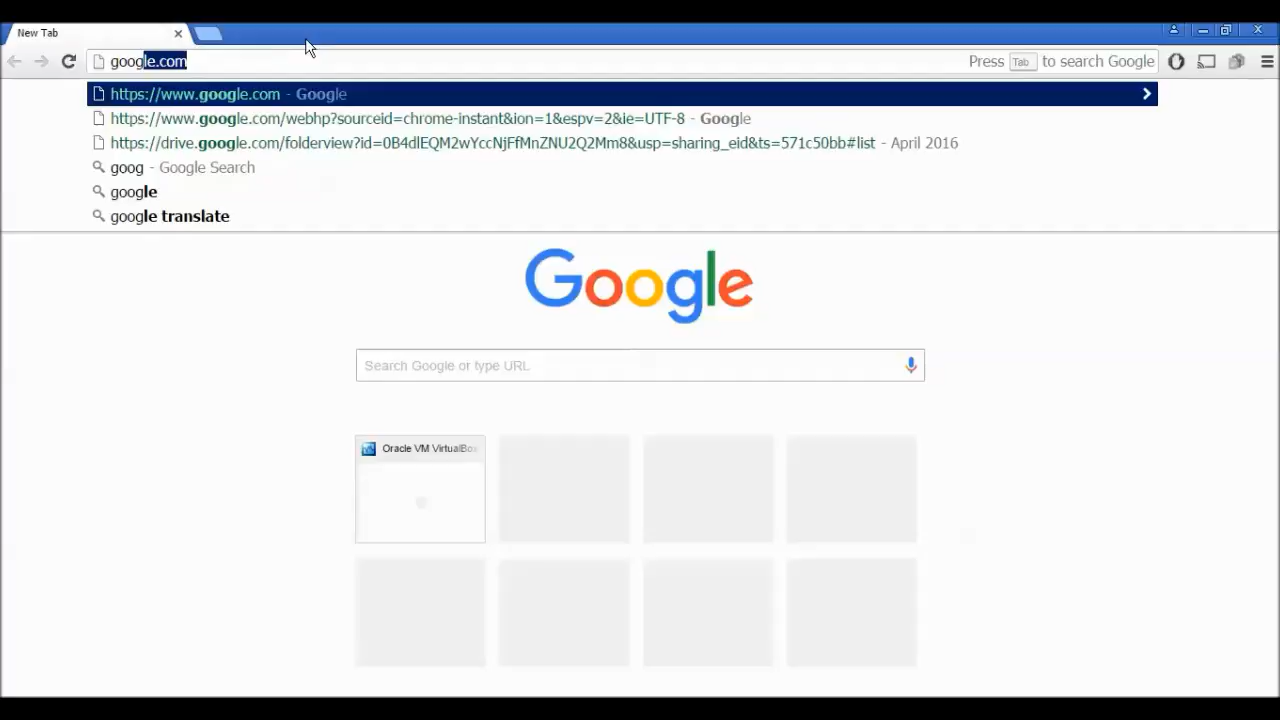 New Tab
google.com
Press Tab to search Google
https://www.google.com - Google
https://www.google.com/webhp?sourceid=chrome-instant&ion=1&espv=2&ie=UTF-8 - Google
https://drive.google.com/folderview?id=0B4dlEQM2wYccNjFfMnZNU2Q2Mm8&usp=sharing_eid&ts=571c50bb#list - April 2016
goog - Google Search
google
google translate
Google
Search Google or type URL
Oracle VM VirtualBox